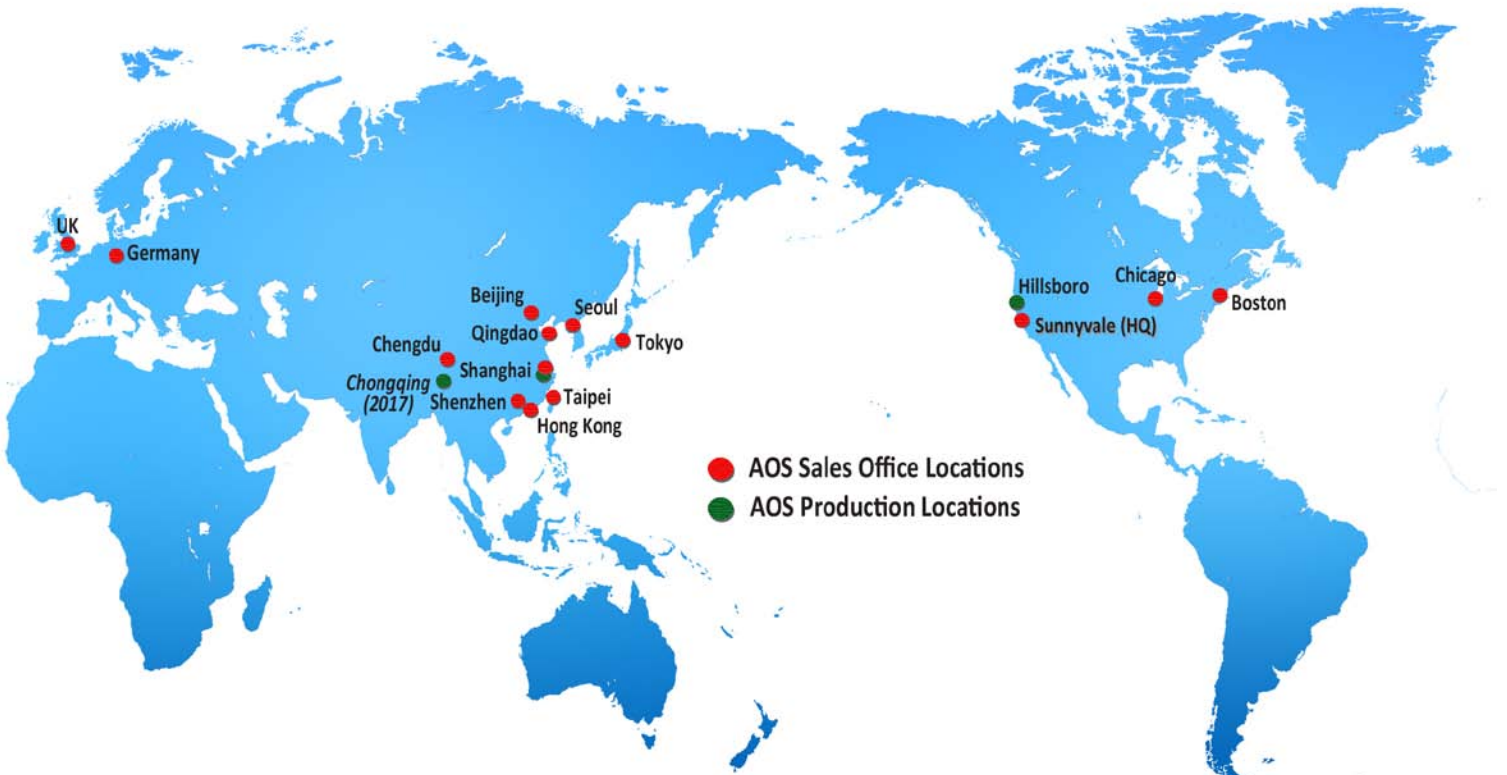 UK
Germany
Beijing
Seoul
Qingdao
Tokyo
Chengdu
Shanghai
Chongqing
(2017)
Shenzhen
Taipei
Hong Kong
Hillsboro
Chicago
Boston
Sunnyvale (HQ)
AOS Sales Office Locations
AOS Production Locations